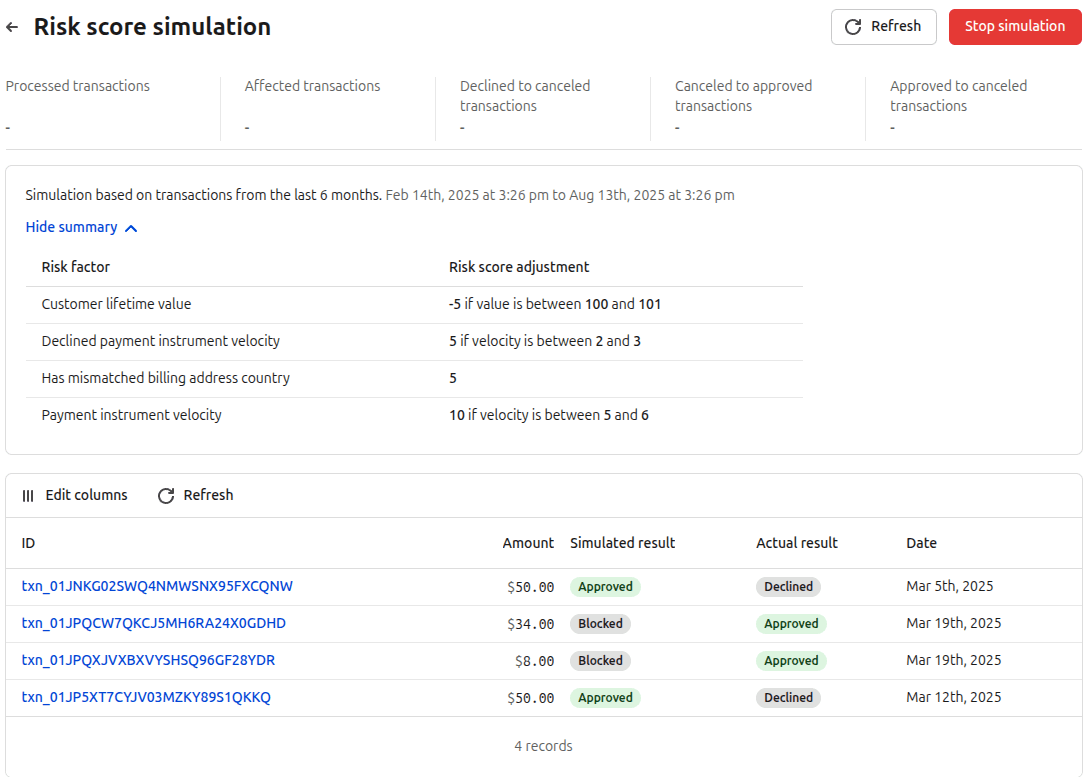 Risk score simulation
Refresh
Stop simulation
Processed transactions
-
Affected transactions
-
Declined to canceled
transactions
-
Canceled to approved
transactions
-
Approved to canceled
transactions
-
Simulation based on transactions from the last 6 months. Feb 14th, 2025 at 3:26 pm to Aug 13th, 2025 at 3:26 pm
Hide summary
Risk factor Risk score adjustment
Customer lifetime value -5 if value is between 100 and 101
Declined payment instrument velocity 5 if velocity is between 2 and 3
Has mismatched billing address country 5
Payment instrument velocity 10 if velocity is between 5 and 6
Edit columns Refresh
ID Amount Simulated result Actual result Date
txn_01JNKG02SWQ4NMWSNX95FXCQNW $50.00 Approved Declined Mar 5th, 2025
txn_01JPQCW7QKCJ5MH6RA24X0GDHD $34.00 Blocked Approved Mar 19th, 2025
txn_01JPQXJVXBXVYSHSQ96GF28YDR $8.00 Blocked Approved Mar 19th, 2025
txn_01JP5XT7CYJV03MZKY89S1QKKQ $50.00 Approved Declined Mar 12th, 2025
4 records